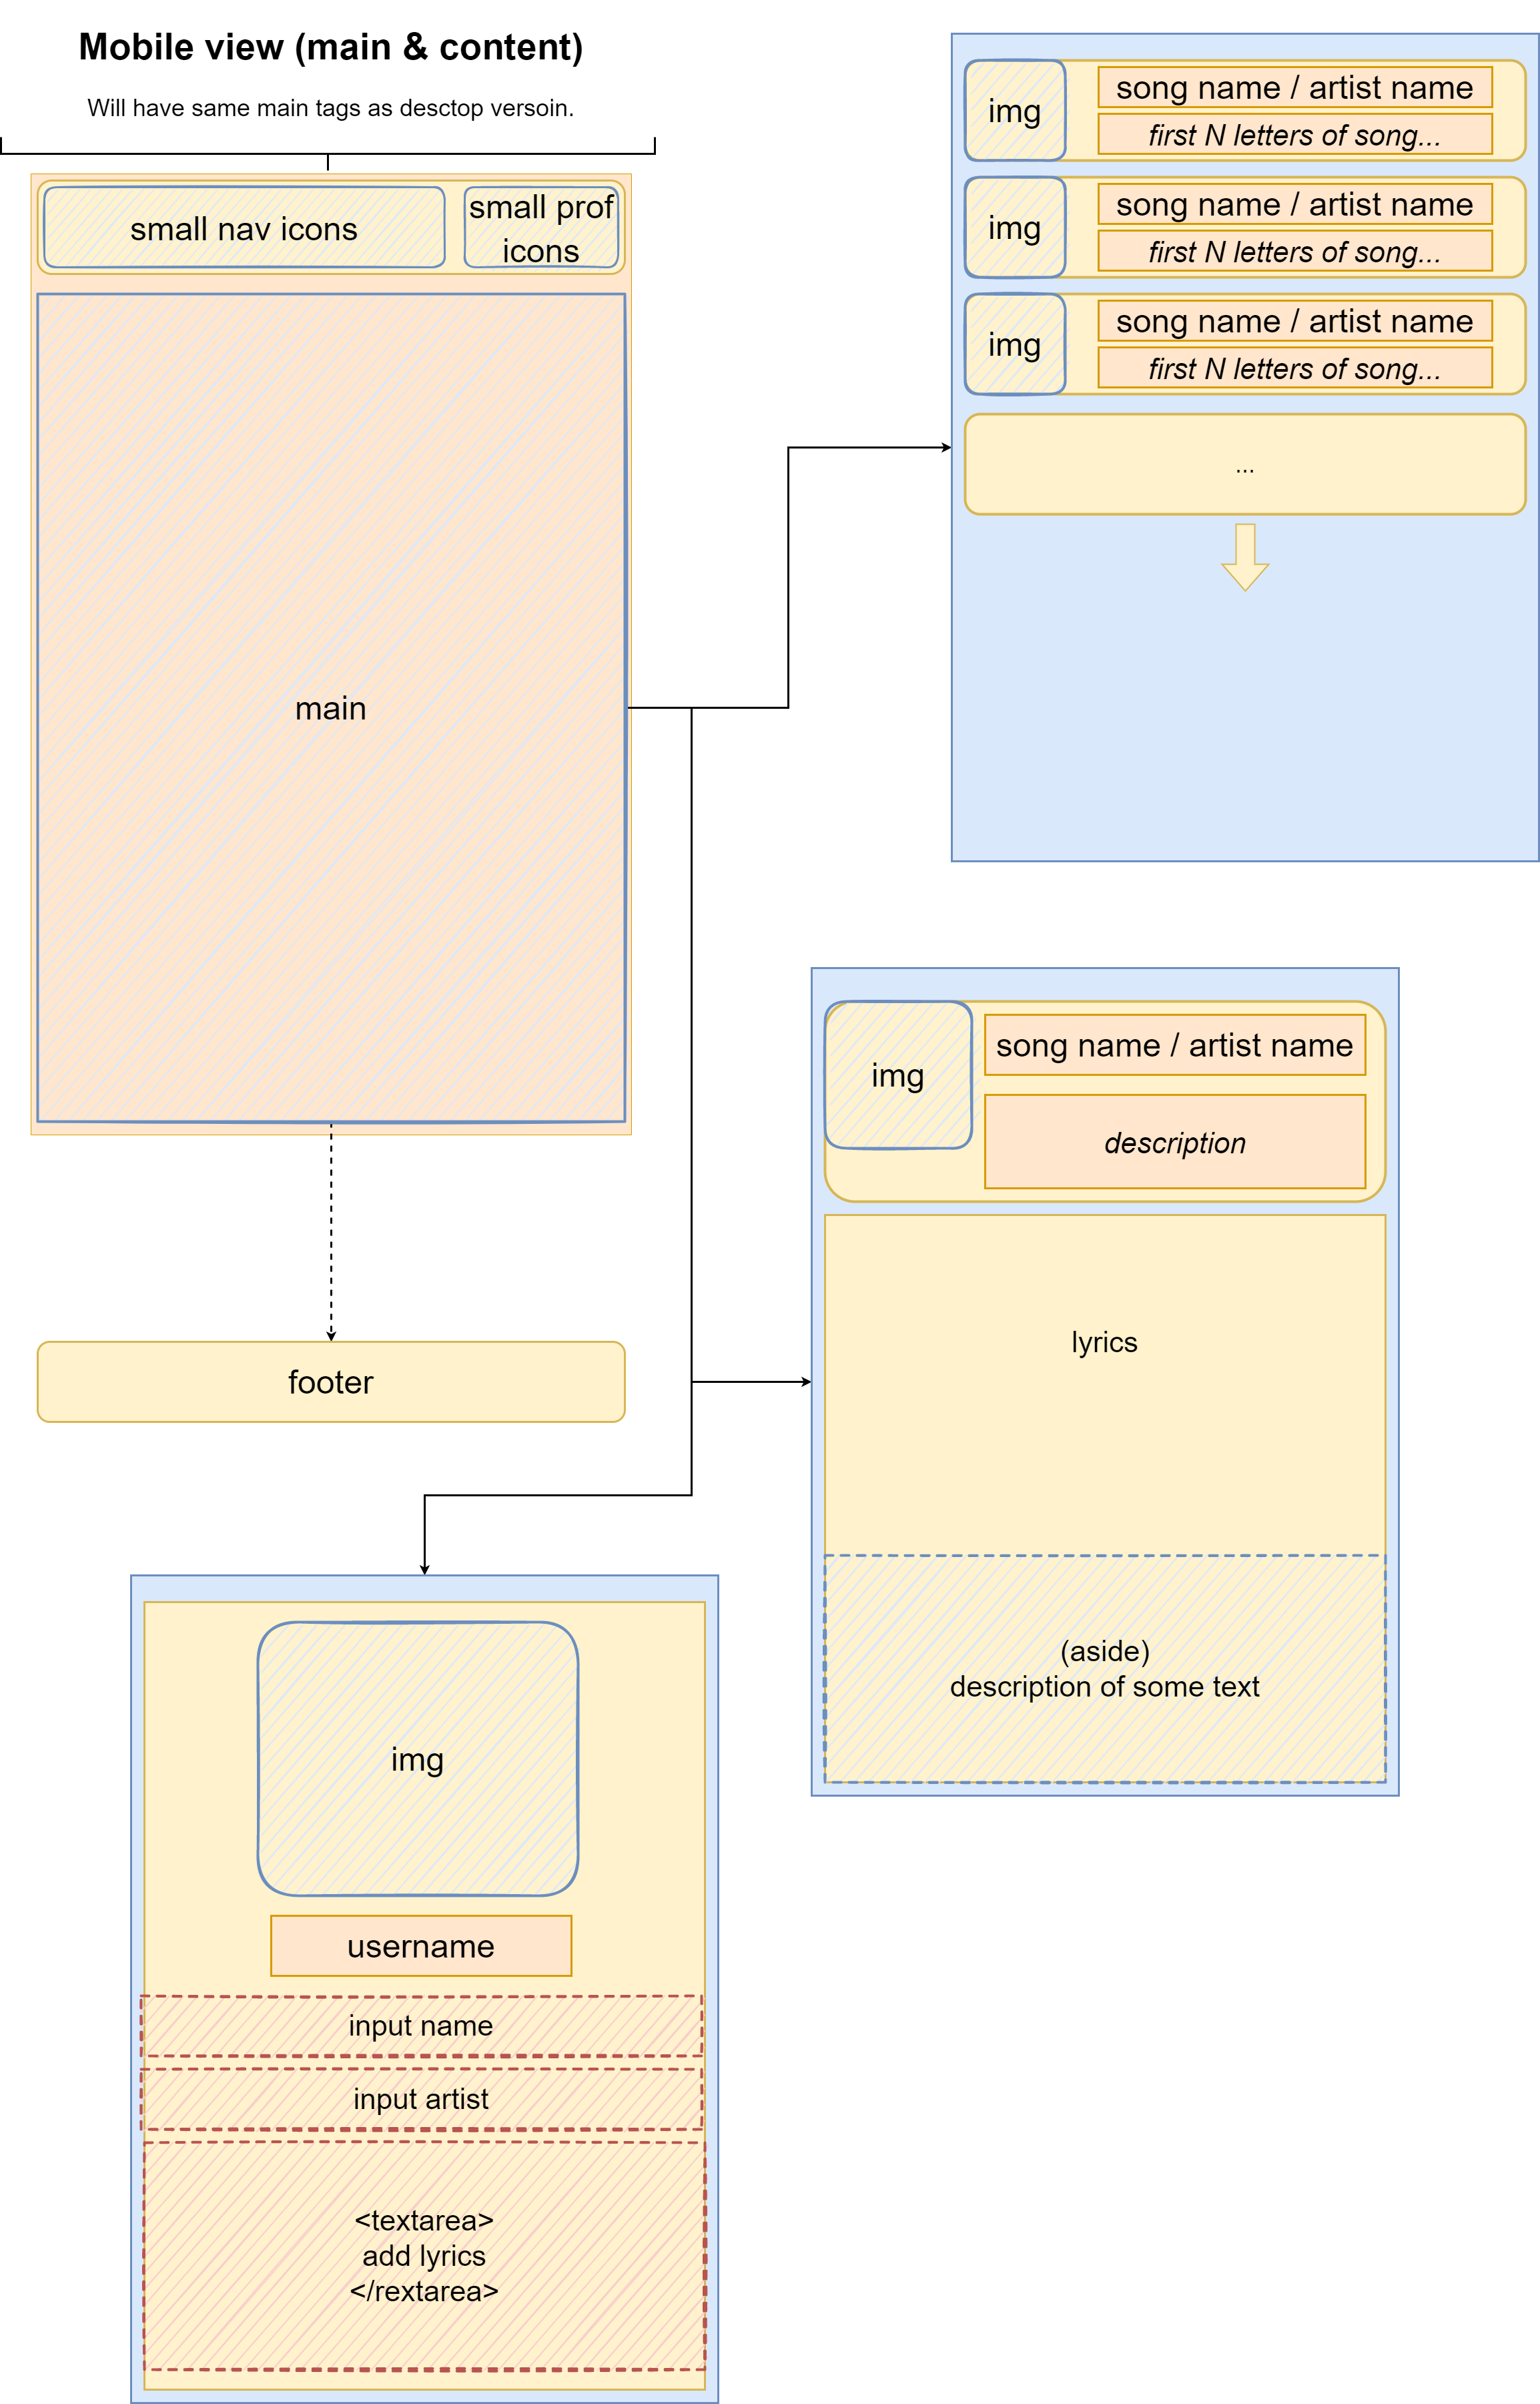 Mobile view (main & content)
Will have same main tags as desctop versoin.
small nav icons
small prof
icons
main
footer
img
song name / artist name
first N letters of song...
img
song name / artist name
first N letters of song...
img
song name / artist name
first N letters of song...
...
img
song name / artist name
description
lyrics
(aside)
description of some text
img
username
input name
input artist
<textarea>
add lyrics
</rextarea>